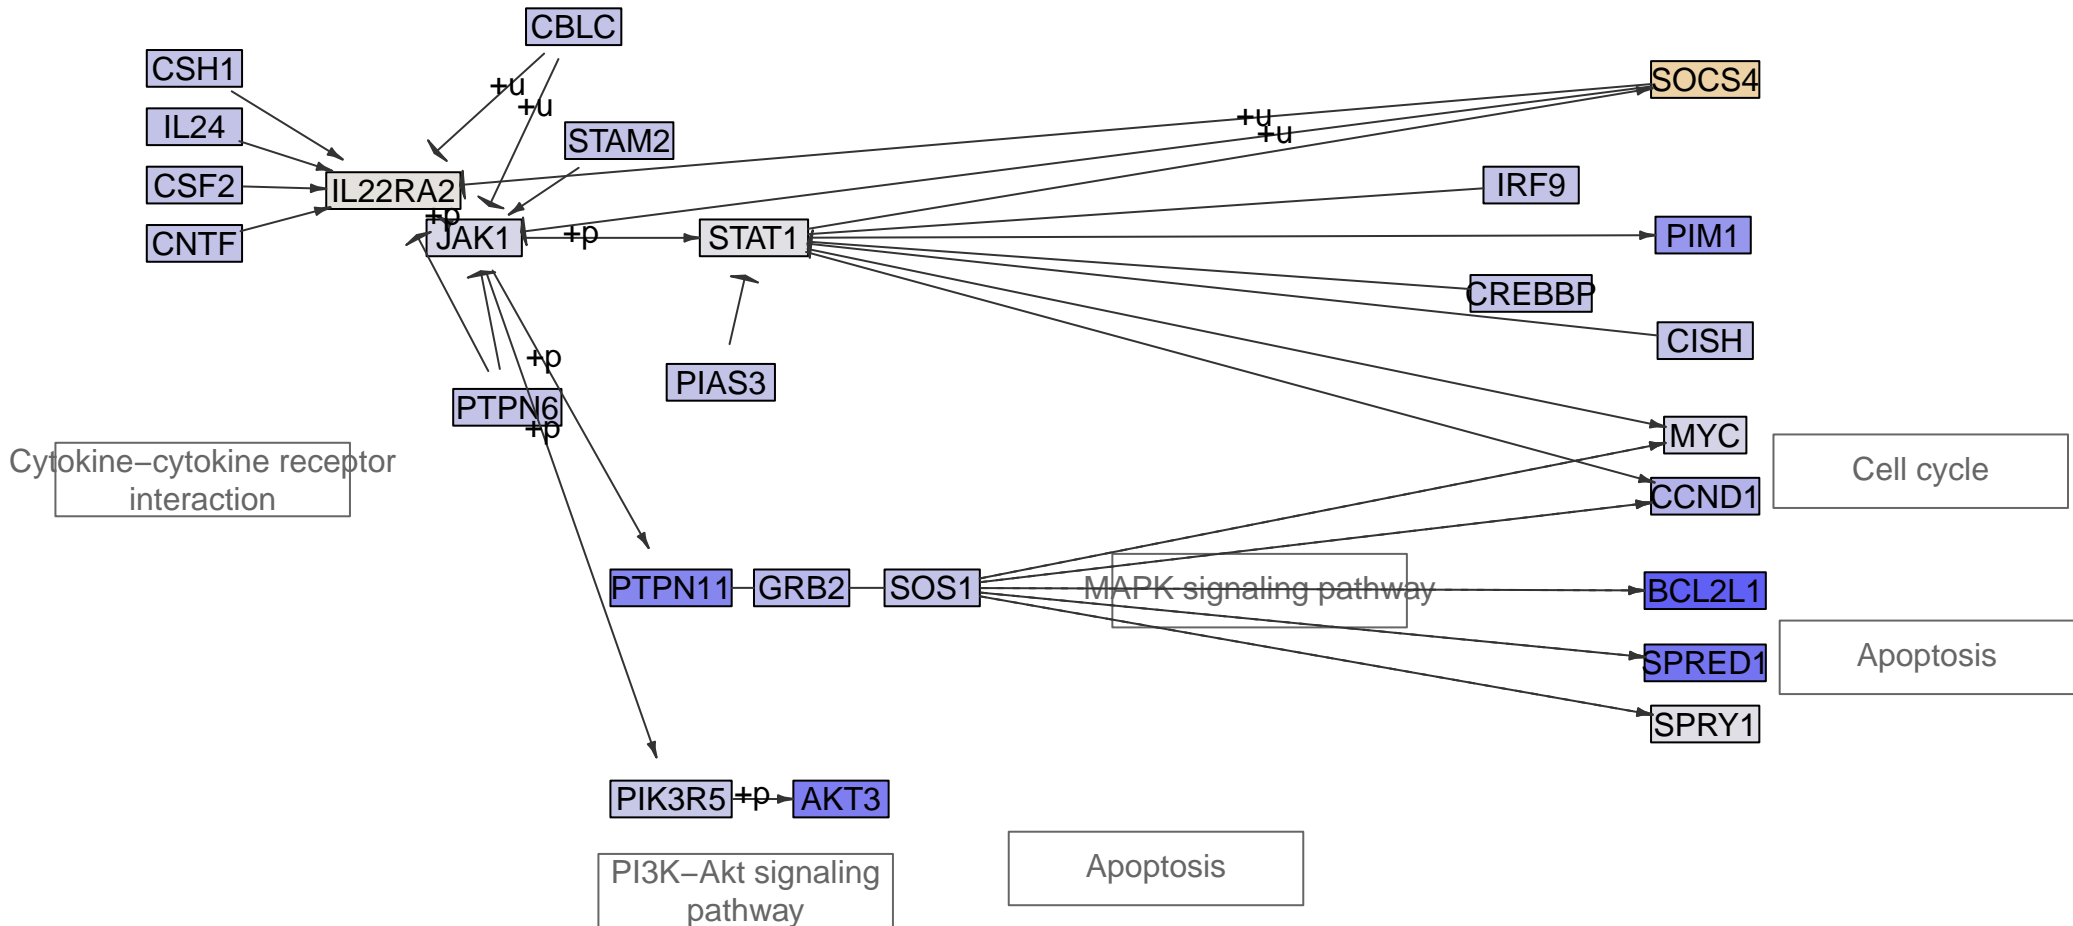 CBLC
CSH1
SOCS4
+u
+u
+u
IL24
+u
STAM2
CSF2
IL22RA2
IRF9
+p
CNTF
JAK1
+p
STAT1
PIM1
CREBBP
CISH
+p
PIAS3
PTPN6
+p
MYC
Cytokine–cytokine receptor
interaction
Cell cycle
CCND1
PTPN11
GRB2
SOS1
MAPK signaling pathway
BCL2L1
SPRED1
Apoptosis
SPRY1
PIK3R5
+p
AKT3
Apoptosis
PI3K–Akt signaling
pathway